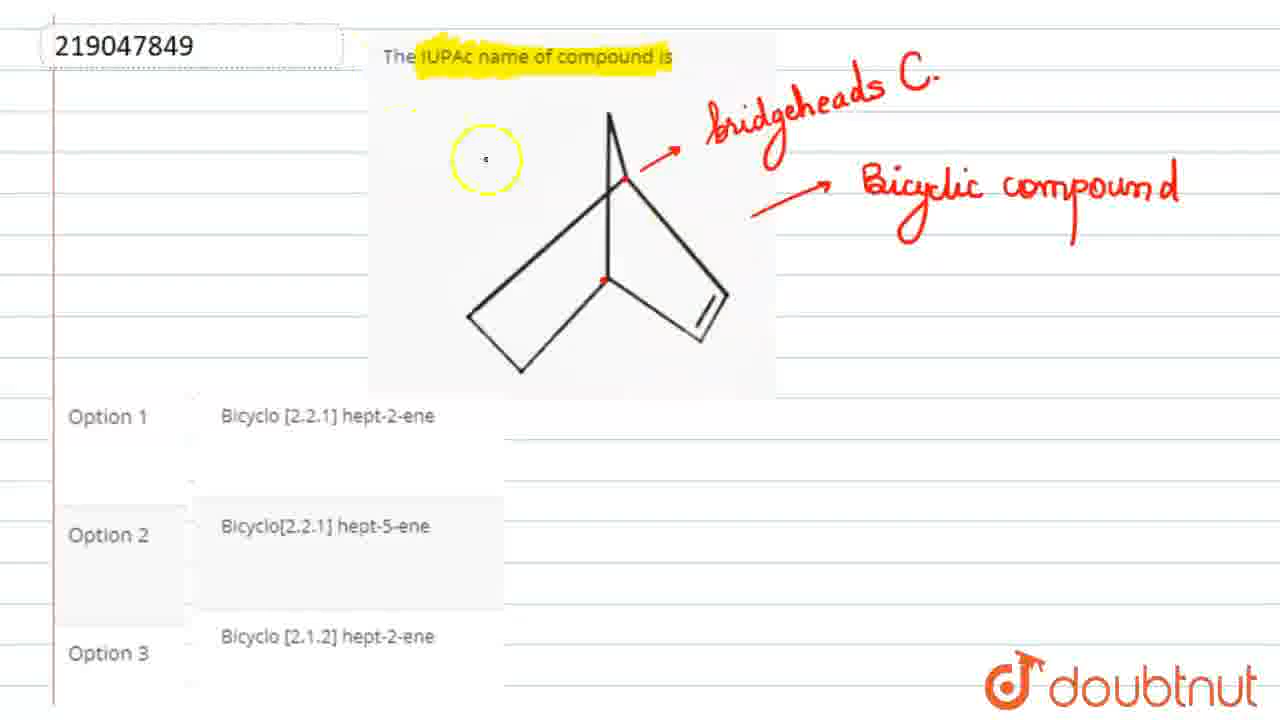 219047849
The IUPAc name of compound is
bridgeheads C.
Bicyclic compound
Option 1 Bicyclo [2.2.1] hept-2-ene
Option 2 Bicyclo[2.2.1] hept-5-ene
Option 3 Bicyclo [2.1.2] hept-2-ene
doubtnut